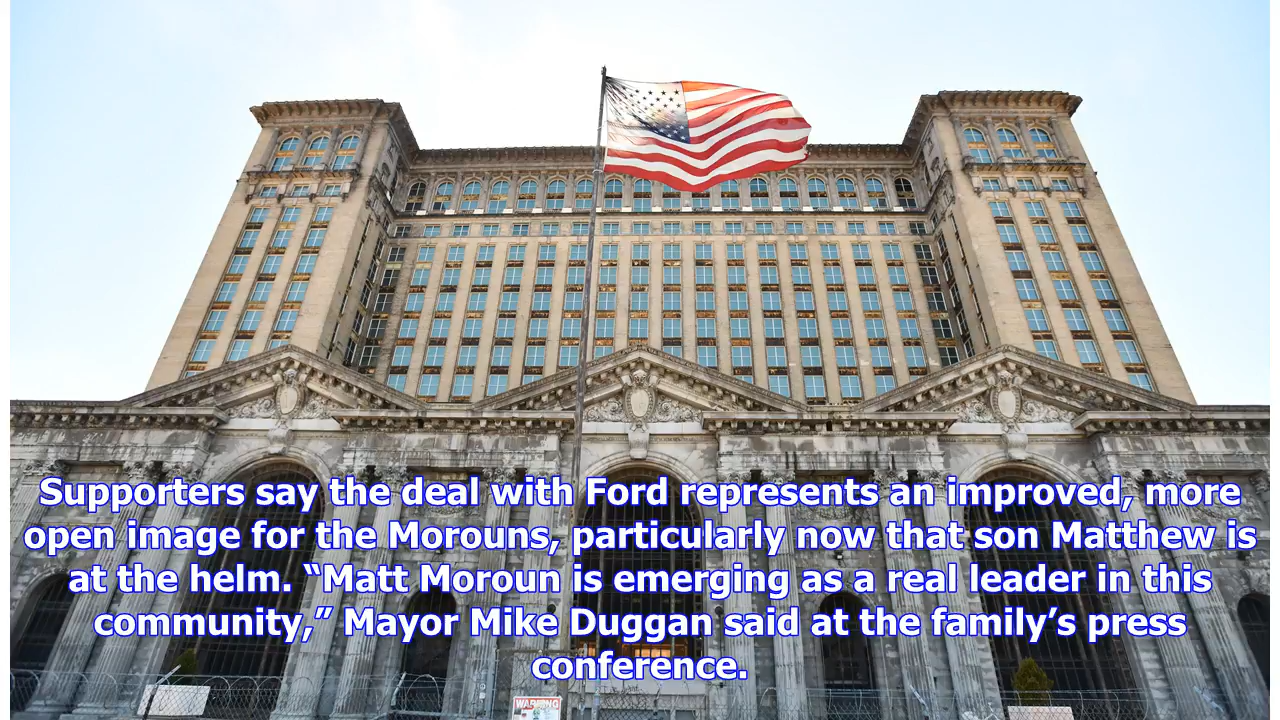 Supporters say the deal with Ford represents an improved, more
open image for the Morouns, particularly now that son Matthew is
at the helm. “Matt Moroun is emerging as a real leader in this
community,” Mayor Mike Duggan said at the family’s press
conference.
WARNING